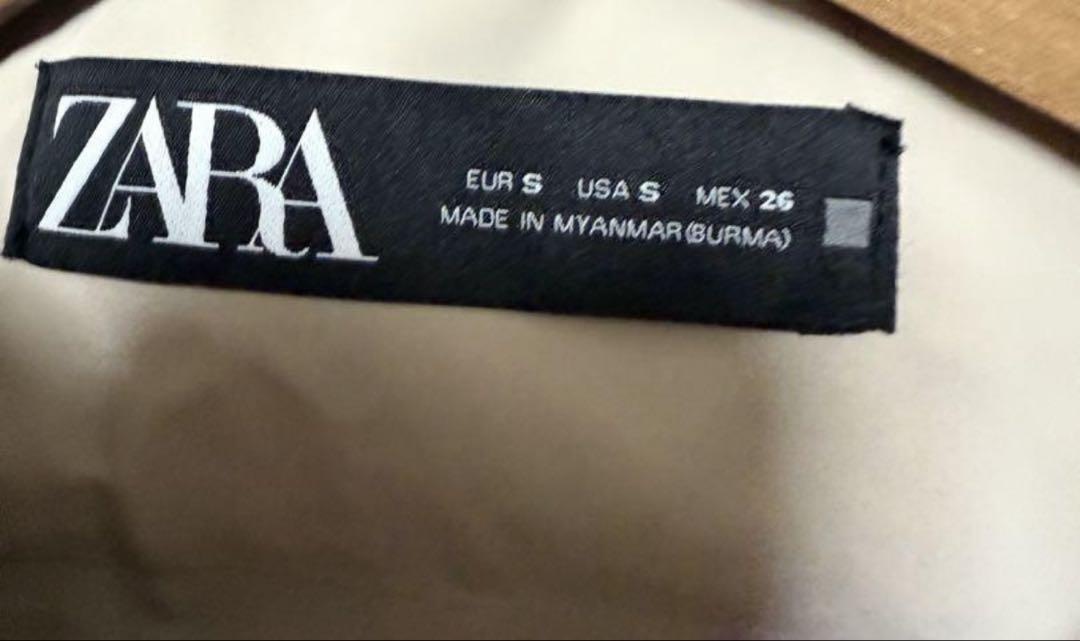 ZARA
EUR S USA S MEX 26
MADE IN MYANMAR(BURMA)